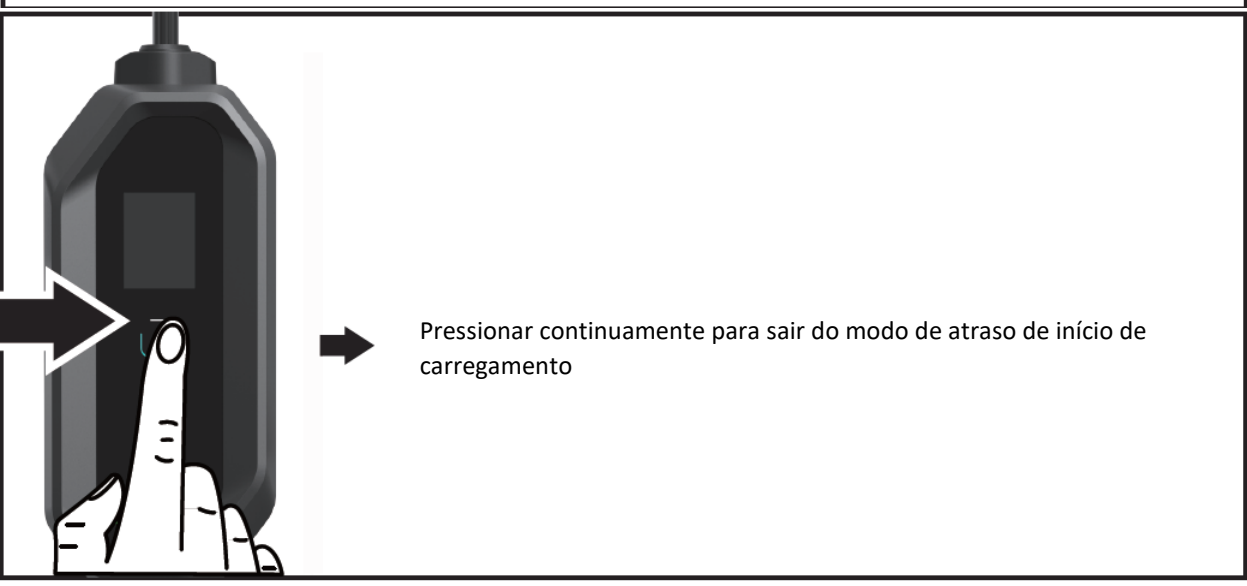 Pressionar continuamente para sair do modo de atraso de início de
carregamento